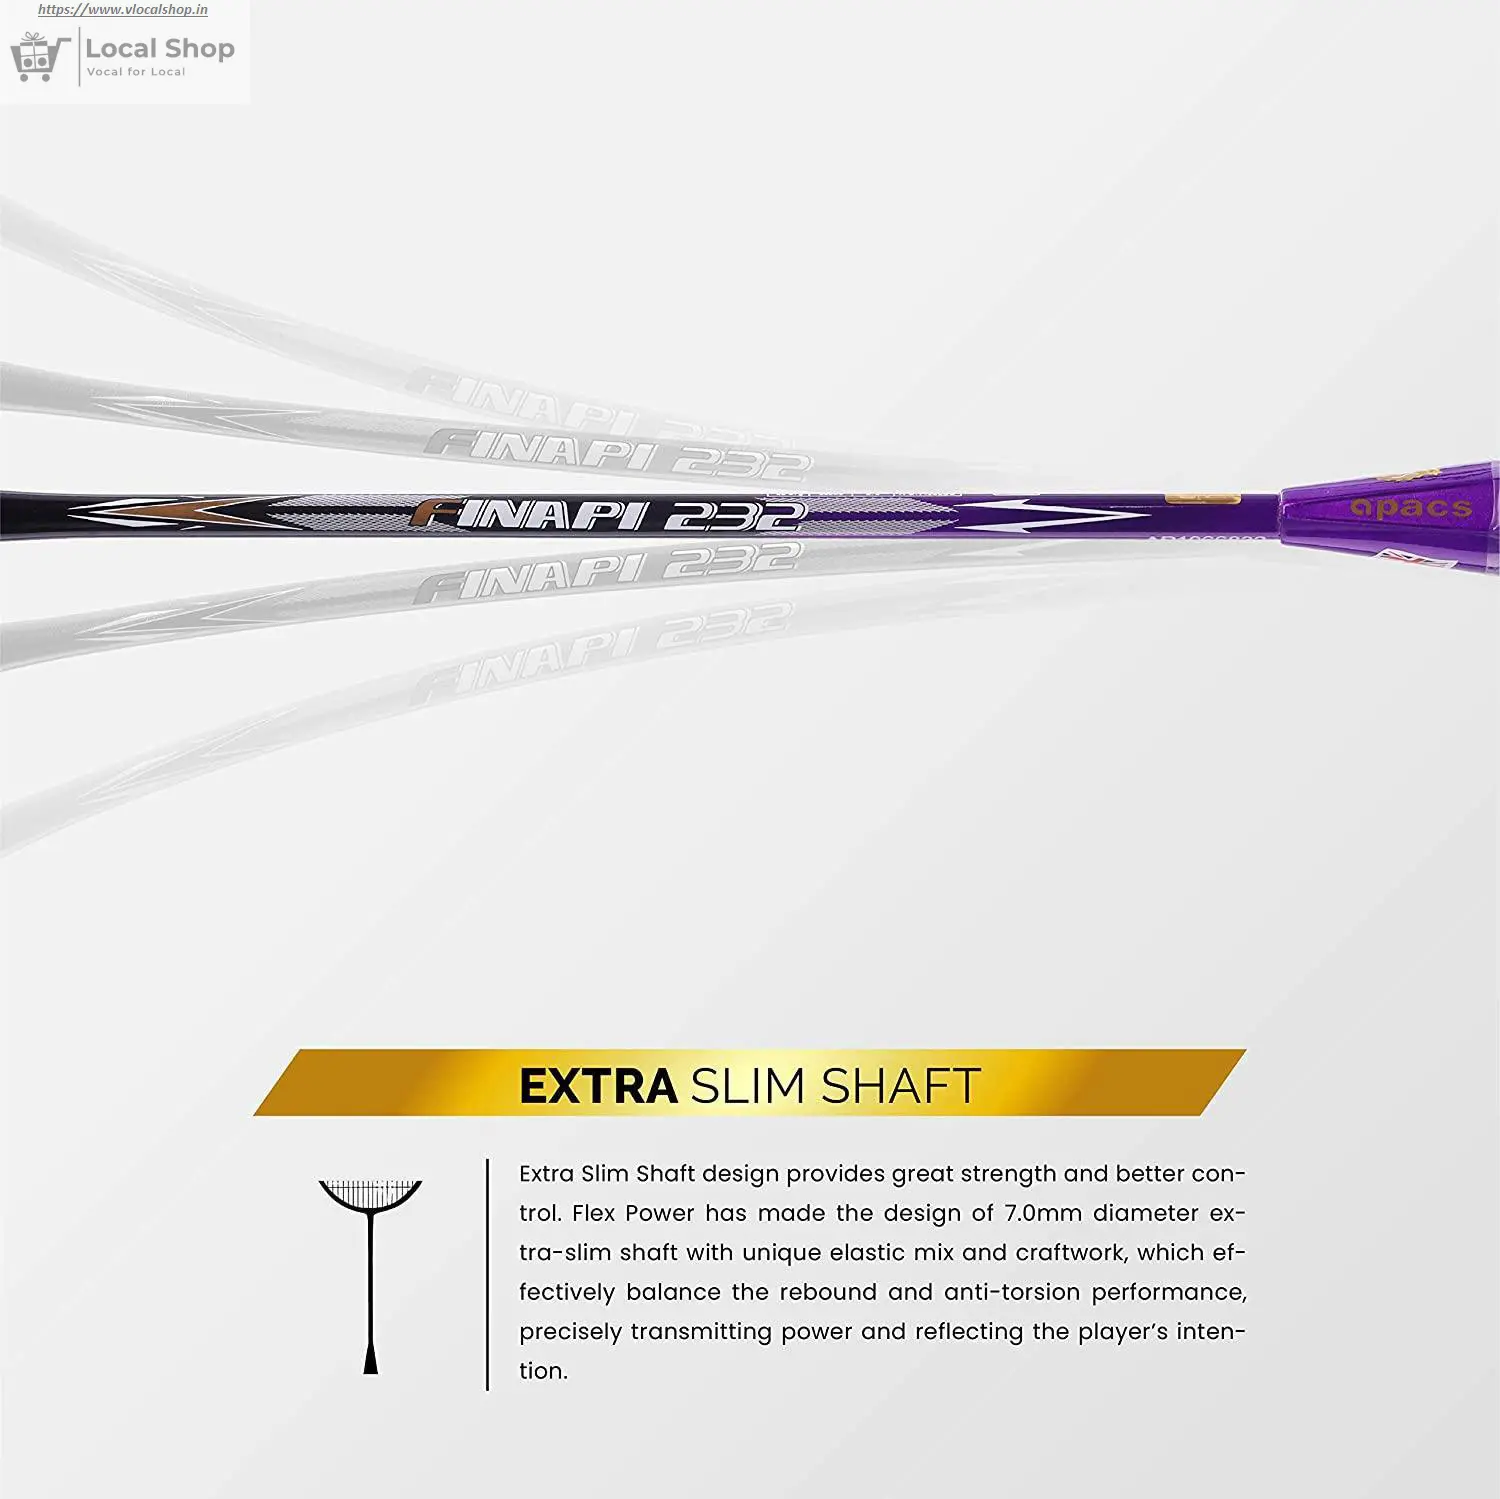 https://www.vlocalshop.in
Local Shop
Vocal for Local
FINAPI 232
FINAPI 232
FINAPI 232
apacs
FINAPI 232
FINAPI 232
EXTRA SLIM SHAFT
Extra Slim Shaft design provides great strength and better con-
trol. Flex Power has made the design of 7.0mm diameter ex-
tra-slim shaft with unique elastic mix and craftwork, which ef-
fectively balance the rebound and anti-torsion performance,
precisely transmitting power and reflecting the player’s inten-
tion.